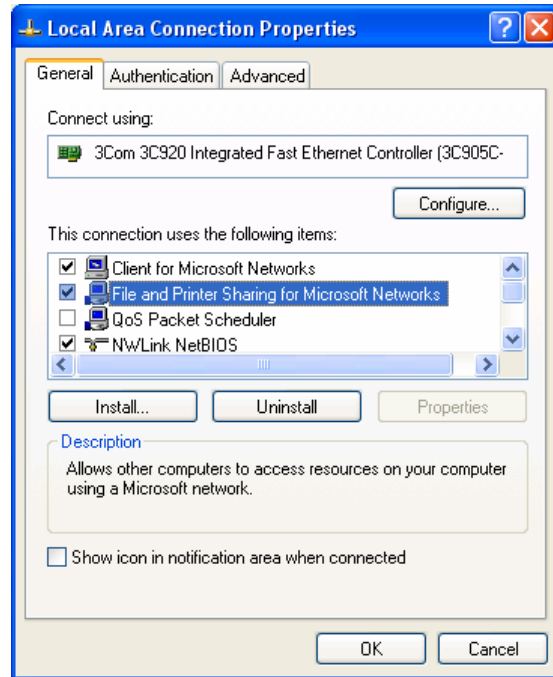 Local Area Connection Properties
General Authentication Advanced
Connect using:
3Com 3C920 Integrated Fast Ethernet Controller (3C905C-
Configure...
This connection uses the following items:
Client for Microsoft Networks
File and Printer Sharing for Microsoft Networks
QoS Packet Scheduler
NWLink NetBIOS
Install... Uninstall Properties
Description
Allows other computers to access resources on your computer
using a Microsoft network.
Show icon in notification area when connected
OK Cancel